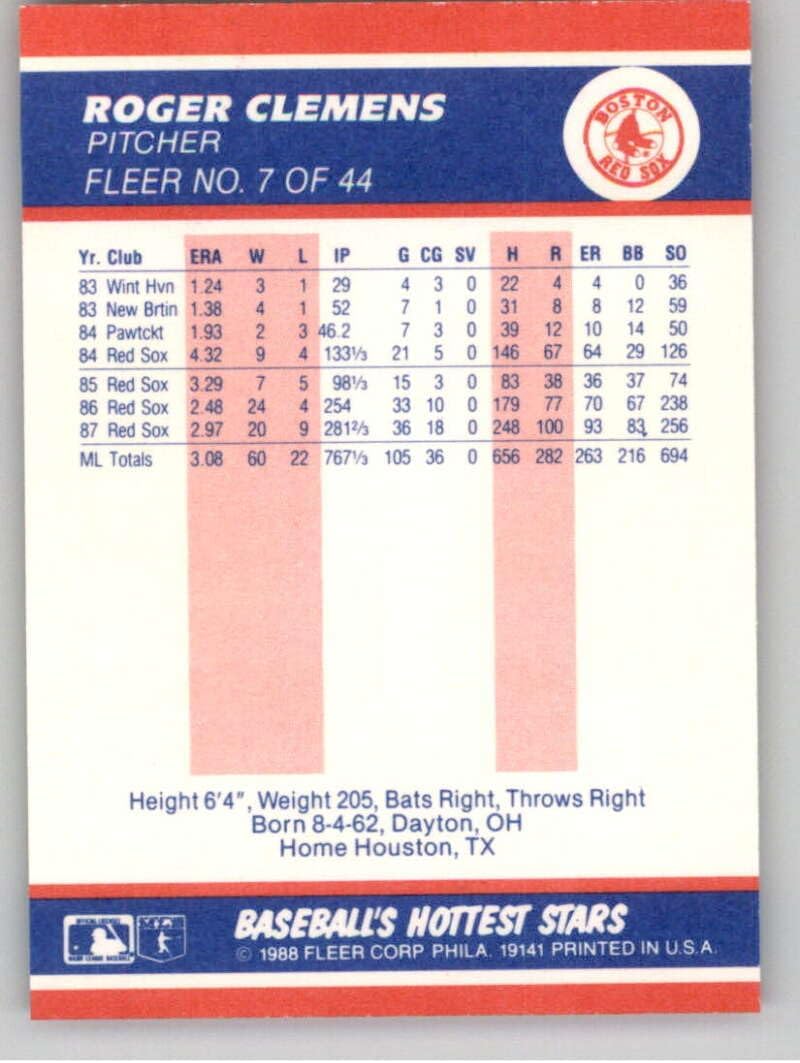 ROGER CLEMENS
PITCHER
FLEER NO. 7 OF 44
BOSTON
RED SOX
Yr. Club ERA W L IP G CG SV H R ER BB SO
83 Wint Hvn 1.24 3 1 29 4 3 0 22 4 4 0 36
83 New Brtin 1.38 4 1 52 7 1 0 31 8 8 12 59
84 Pawtckt 1.93 2 3 46.2 7 3 0 39 12 10 14 50
84 Red Sox 4.32 9 4 133⅓ 21 5 0 146 67 64 29 126
85 Red Sox 3.29 7 5 98⅓ 15 3 0 83 38 36 37 74
86 Red Sox 2.48 24 4 254 33 10 0 179 77 70 67 238
87 Red Sox 2.97 20 9 281⅔ 36 18 0 248 100 93 83 256
ML Totals 3.08 60 22 767⅓ 105 36 0 656 282 263 216 694
Height 6'4", Weight 205, Bats Right, Throws Right
Born 8-4-62, Dayton, OH
Home Houston, TX
BASEBALL'S HOTTEST STARS
© 1988 FLEER CORP PHILA. 19141 PRINTED IN U.S.A.